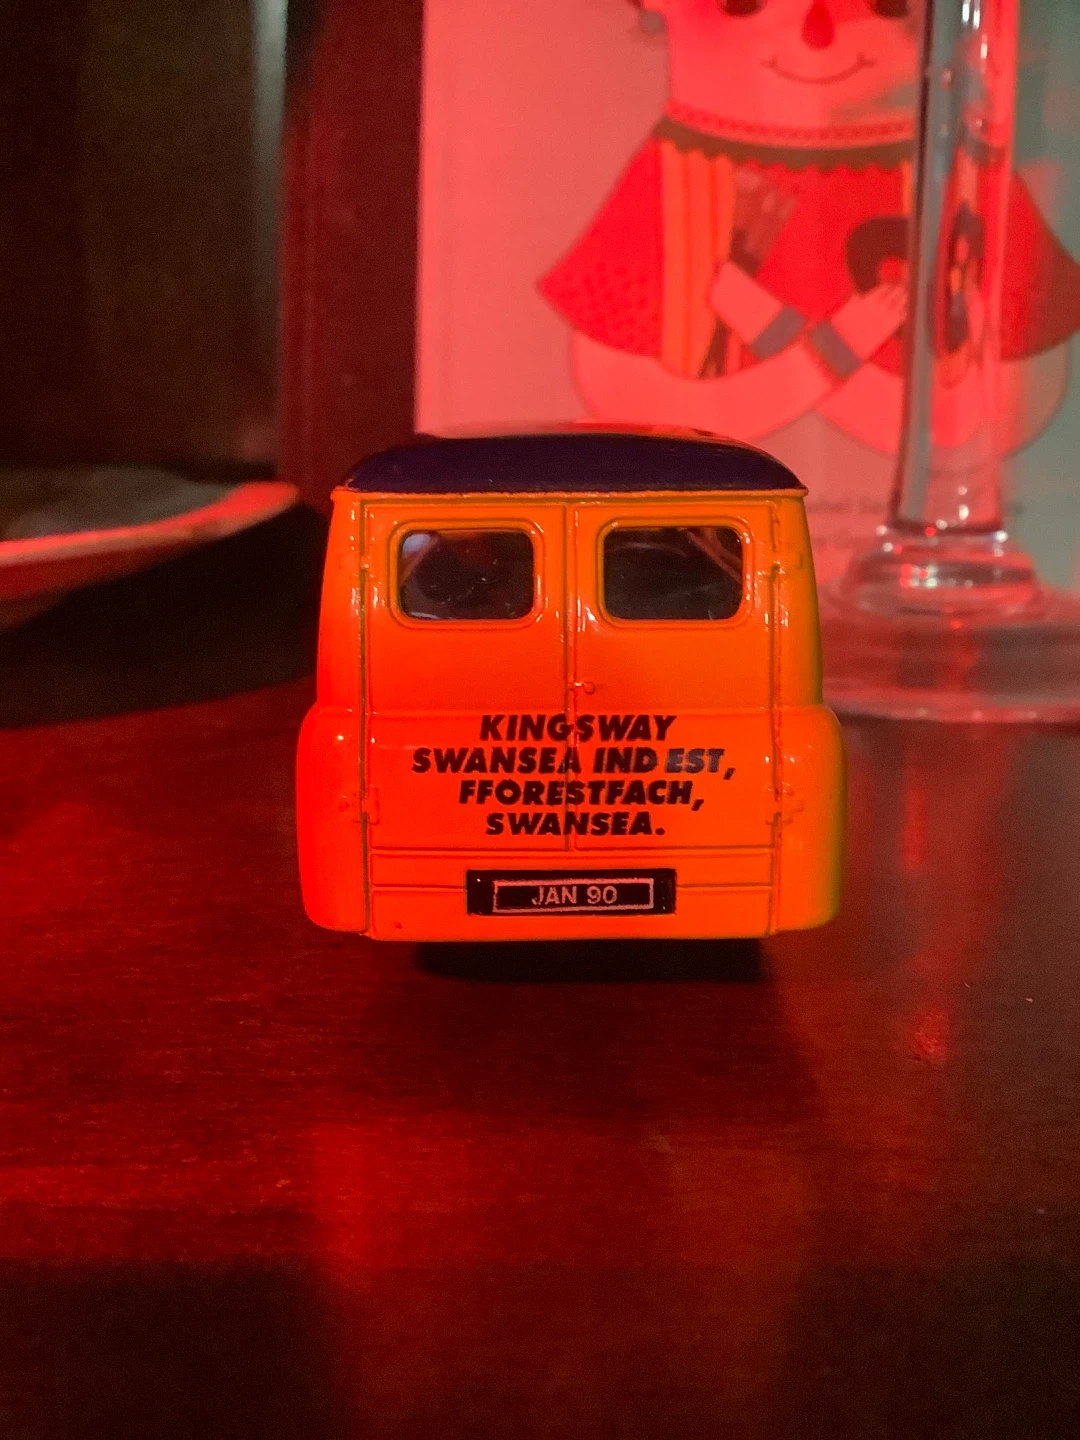 KINGSWAY
SWANSEA IND EST,
FFORESTFACH,
SWANSEA.
JAN 90